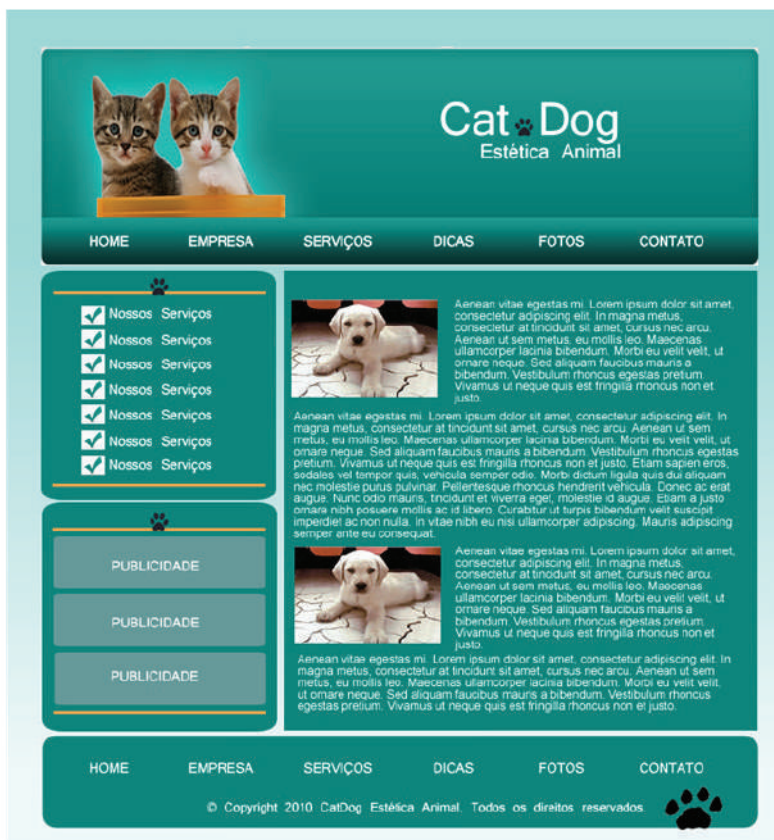 Cat Dog
Estética Animal
HOME EMPRESA SERVIÇOS DICAS FOTOS CONTATO
Nossos Serviços
Nossos Serviços
Nossos Serviços
Nossos Serviços
Nossos Serviços
Nossos Serviços
Nossos Serviços
PUBLICIDADE
PUBLICIDADE
PUBLICIDADE
Aenean vitae egestas mi. Lorem ipsum dolor sit amet,
consectetur adipiscing elit. In magna metus,
consectetur at tincidunt sit amet, cursus nec arcu.
Aenean ut sem metus, eu mollis leo. Maecenas
ullamcorper lacinia bibendum. Morbi eu velit velit, ut
ornare neque. Sed aliquam faucibus mauris a
bibendum. Vestibulum rhoncus egestas pretium.
Vivamus ut neque quis est fringilla rhoncus non et
justo.
Aenean vitae egestas mi. Lorem ipsum dolor sit amet, consectetur adipiscing elit. In
magna metus, consectetur at tincidunt sit amet, cursus nec arcu. Aenean ut sem
metus, eu mollis leo. Maecenas ullamcorper lacinia bibendum. Morbi eu velit velit, ut
ornare neque. Sed aliquam faucibus mauris a bibendum. Vestibulum rhoncus egestas
pretium. Vivamus ut neque quis est fringilla rhoncus non et justo. Etiam sapien eros,
sodales vel tempor quis, vehicula semper odio. Morbi dictum ligula quis dui aliquam
nec molestie purus pulvinar. Pellentesque rhoncus hendrerit vehicula. Donec ac erat
augue. Nunc odio mauris, tincidunt et viverra eget, molestie id augue. Etiam a justo
ornare nibh posuere mollis ac id libero. Curabitur ut turpis bibendum velit suscipit
imperdiet ac non nulla. In vitae nibh eu nisi ullamcorper adipiscing. Mauris adipiscing
semper ante eu consequat.
Aenean vitae egestas mi. Lorem ipsum dolor sit amet,
consectetur adipiscing elit. In magna metus,
consectetur at tincidunt sit amet, cursus nec arcu.
Aenean ut sem metus, eu mollis leo. Maecenas
ullamcorper lacinia bibendum. Morbi eu velit velit, ut
ornare neque. Sed aliquam faucibus mauris a
bibendum. Vestibulum rhoncus egestas pretium.
Vivamus ut neque quis est fringilla rhoncus non et
justo.
Aenean vitae egestas mi. Lorem ipsum dolor sit amet, consectetur adipiscing elit. In
magna metus, consectetur at tincidunt sit amet, cursus nec arcu. Aenean ut sem
metus, eu mollis leo. Maecenas ullamcorper lacinia bibendum. Morbi eu velit velit,
ut ornare neque. Sed aliquam faucibus mauris a bibendum. Vestibulum rhoncus
egestas pretium. Vivamus ut neque quis est fringilla rhoncus non et justo.
HOME EMPRESA SERVIÇOS DICAS FOTOS CONTATO
© Copyright 2010 CatDog Estética Animal. Todos os direitos reservados